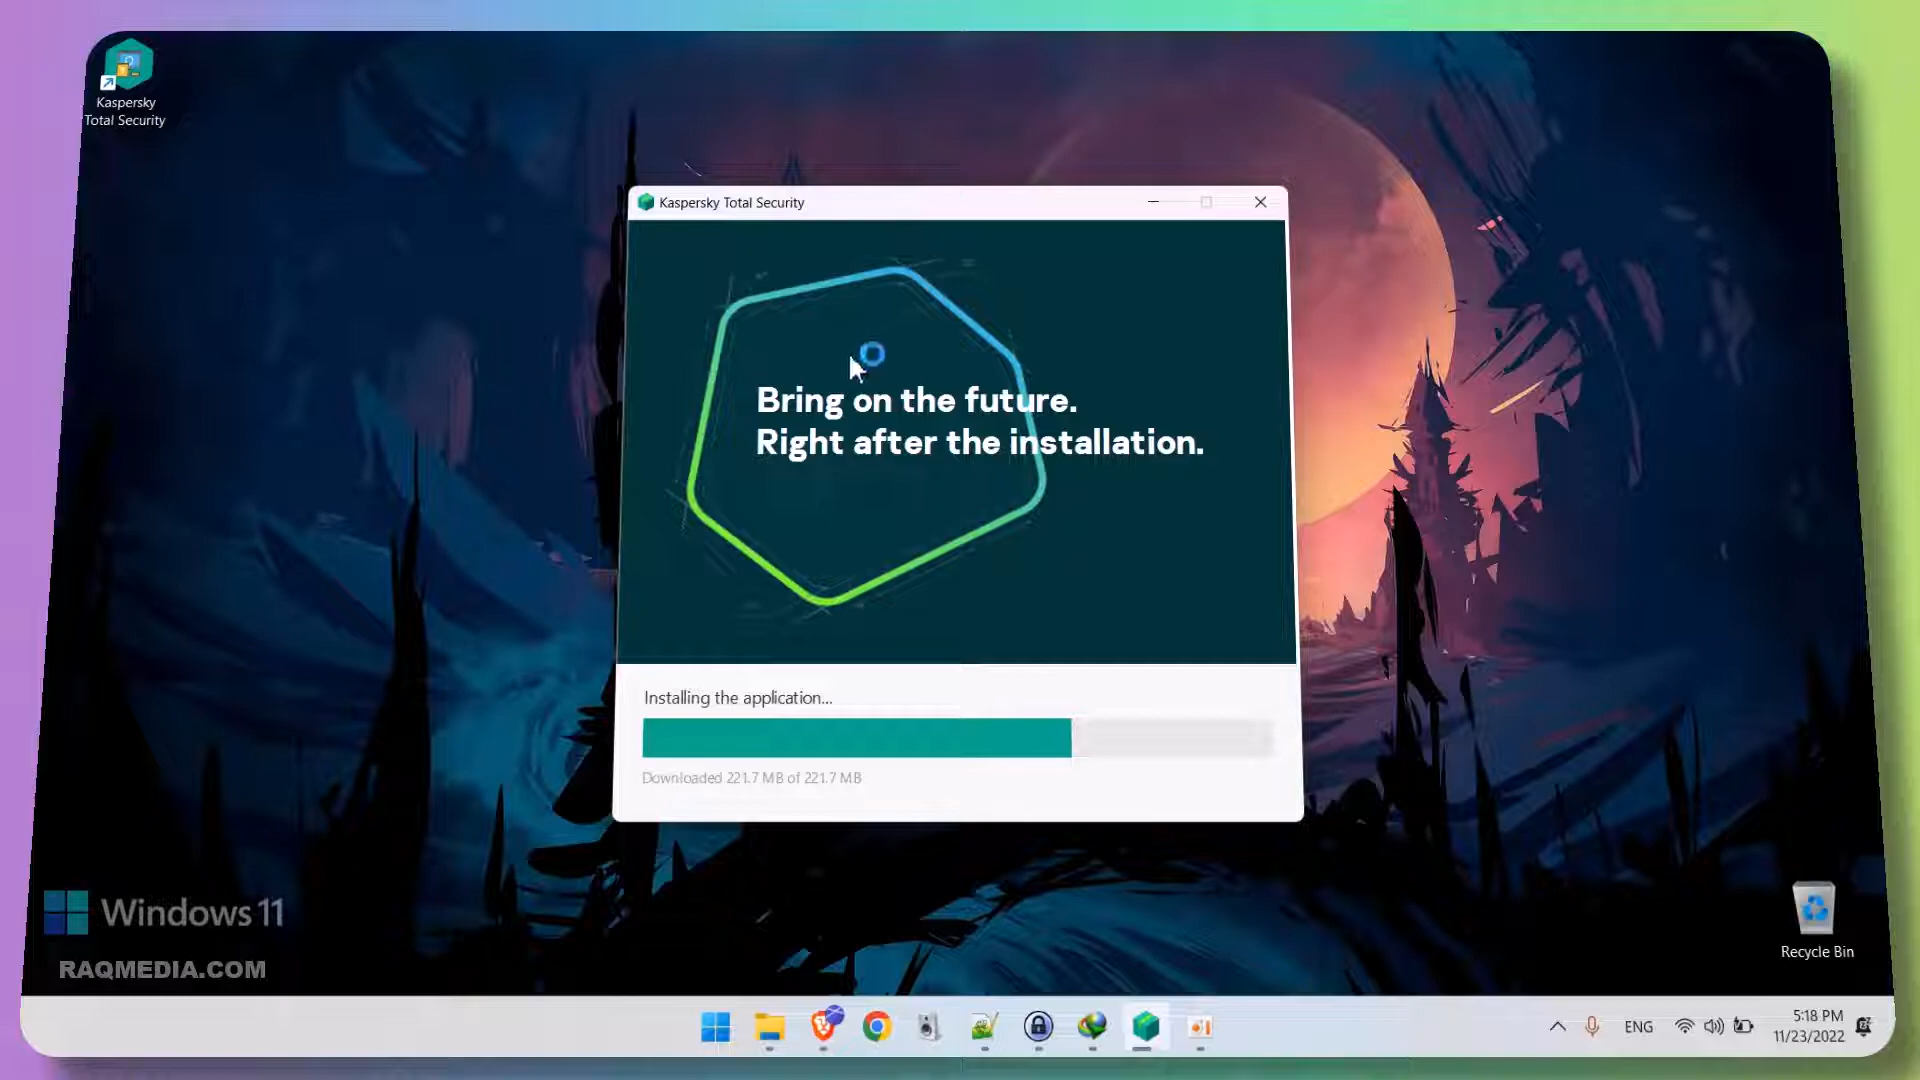 Kaspersky
Total Security
Kaspersky Total Security
Bring on the future.
Right after the installation.
Installing the application...
Downloaded 221.7 MB of 221.7 MB
Windows 11
RAQMEDIA.COM
Recycle Bin
ENG
5:18 PM
11/23/2022